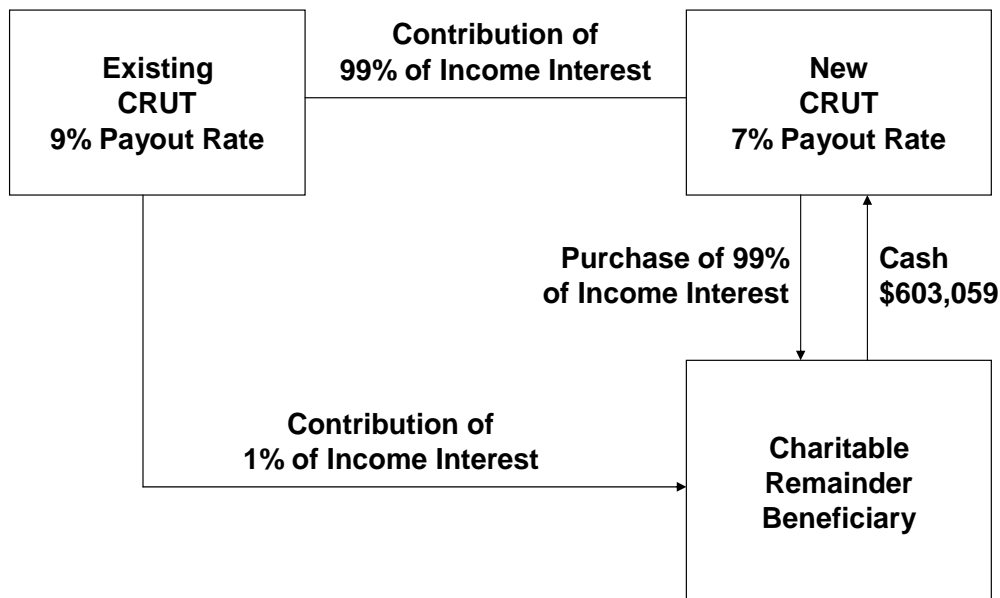 Existing
CRUT
9% Payout Rate
Contribution of
99% of Income Interest
New
CRUT
7% Payout Rate
Purchase of 99%
of Income Interest
Cash
$603,059
Contribution of
1% of Income Interest
Charitable
Remainder
Beneficiary